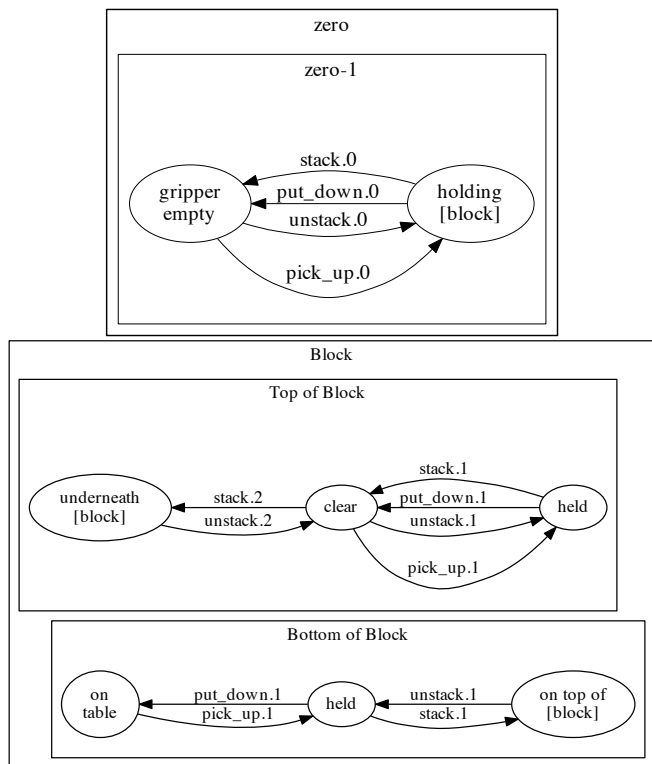 zero
zero-1
stack.0
gripper
empty
put_down.0
holding
[block]
unstack.0
pick_up.0
Block
Top of Block
stack.1
underneath
[block]
stack.2
clear
put_down.1
held
unstack.2
unstack.1
pick_up.1
Bottom of Block
on
table
put_down.1
held
unstack.1
on top of
[block]
pick_up.1
stack.1